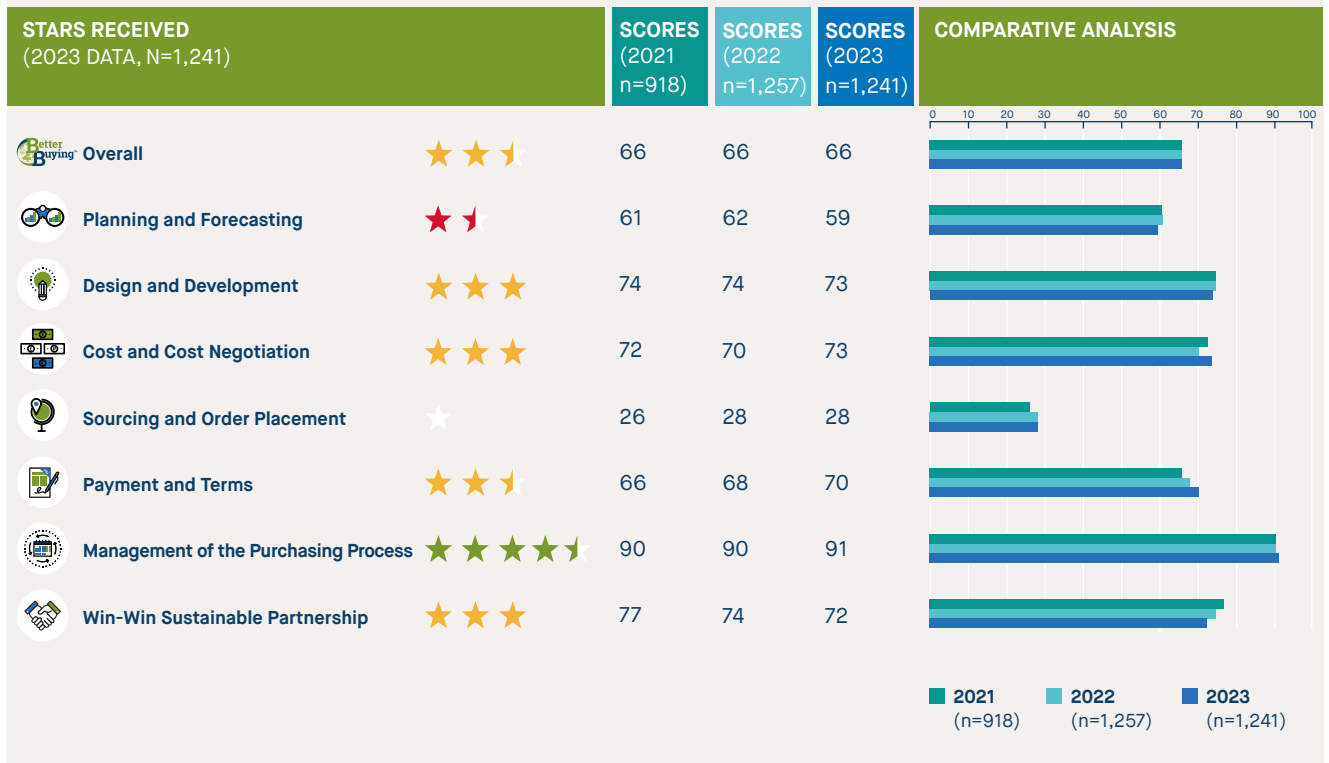 STARS RECEIVED
(2023 DATA, N=1,241)
SCORES
(2021
n=918)
SCORES
(2022
n=1,257)
SCORES
(2023
n=1,241)
COMPARATIVE ANALYSIS
0 10 20 30 40 50 60 70 80 90 100
Better
Buying™
Overall 66 66 66
Planning and Forecasting 61 62 59
Design and Development 74 74 73
Cost and Cost Negotiation 72 70 73
Sourcing and Order Placement 26 28 28
Payment and Terms 66 68 70
Management of the Purchasing Process 90 90 91
Win-Win Sustainable Partnership 77 74 72
2021 2022 2023
(n=918) (n=1,257) (n=1,241)